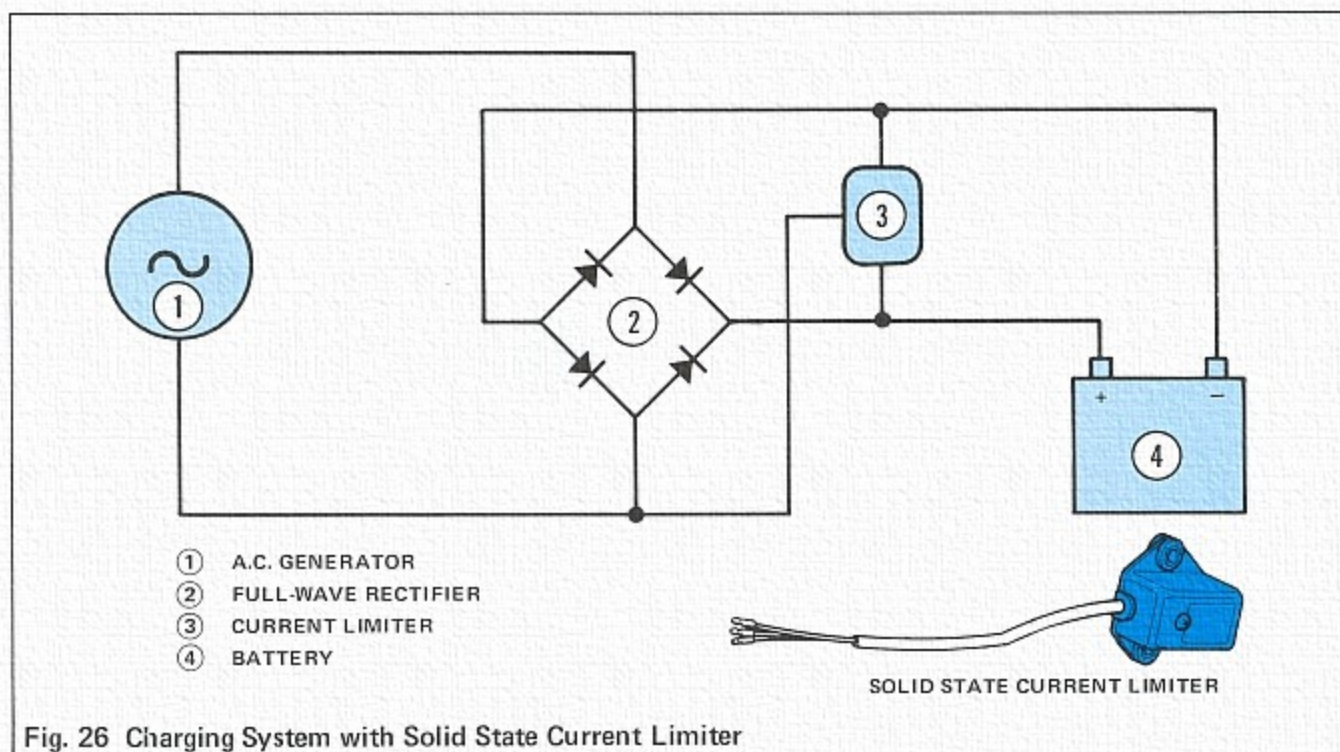 1
2
3
+ −
4
① A.C. GENERATOR
② FULL-WAVE RECTIFIER
③ CURRENT LIMITER
④ BATTERY
SOLID STATE CURRENT LIMITER
Fig. 26 Charging System with Solid State Current Limiter